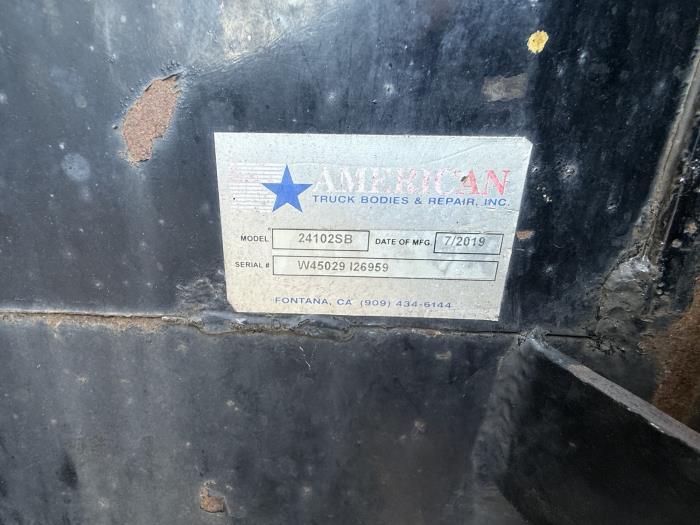 AMERICAN
TRUCK BODIES & REPAIR, INC.
MODEL 24102SB DATE OF MFG. 7/2019
SERIAL # W45029 I26959
FONTANA, CA (909) 434-6144